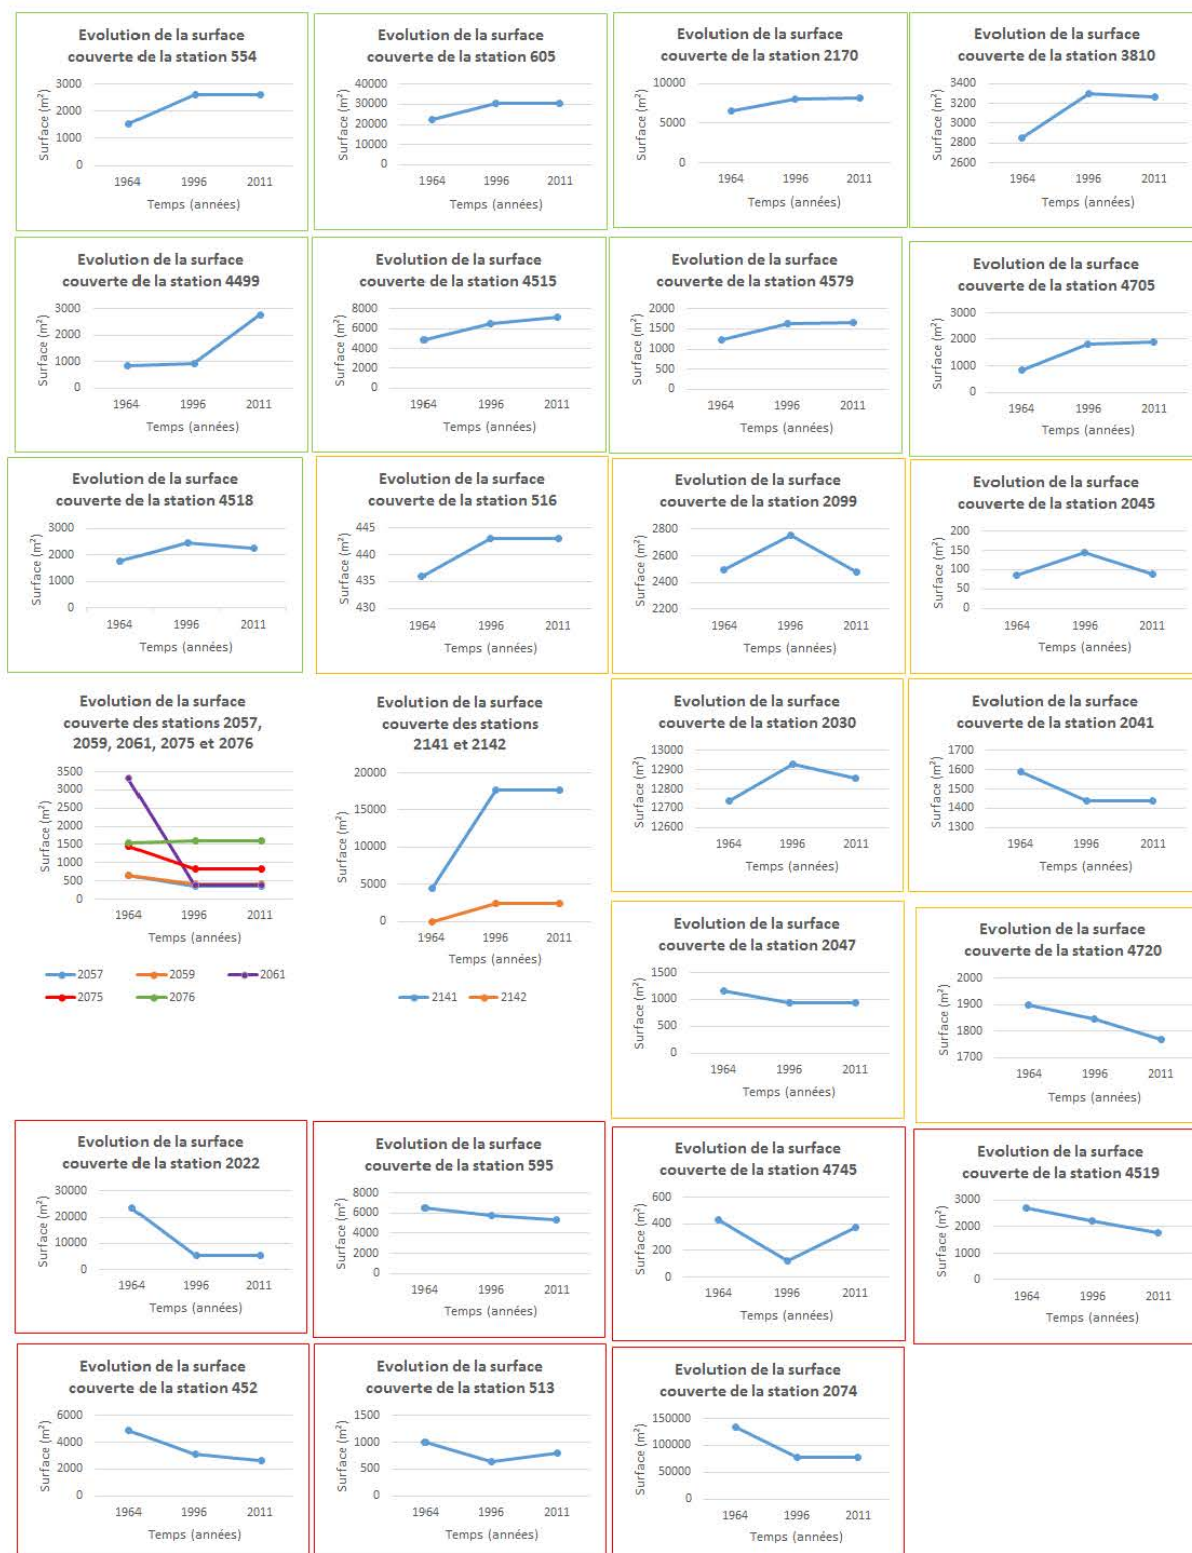 Evolution de la surface
couverte de la station 554
3000
2000
1000
0
Surface (m²)
1964 1996 2011
Temps (années)
Evolution de la surface
couverte de la station 605
40000
30000
20000
10000
0
Surface (m²)
1964 1996 2011
Temps (années)
Evolution de la surface
couverte de la station 2170
10000
5000
0
Surface (m²)
1964 1996 2011
Temps (années)
Evolution de la surface
couverte de la station 3810
3400
3200
3000
2800
2600
Surface (m²)
1964 1996 2011
Temps (années)
Evolution de la surface
couverte de la station 4499
3000
2000
1000
0
Surface (m²)
1964 1996 2011
Temps (années)
Evolution de la surface
couverte de la station 4515
8000
6000
4000
2000
0
Surface (m²)
1964 1996 2011
Temps (années)
Evolution de la surface
couverte de la station 4579
2000
1500
1000
500
0
Surface (m²)
1964 1996 2011
Temps (années)
Evolution de la surface
couverte de la station 4705
3000
2000
1000
0
Surface (m²)
1964 1996 2011
Temps (années)
Evolution de la surface
couverte de la station 4518
3000
2000
1000
0
Surface (m²)
1964 1996 2011
Temps (années)
Evolution de la surface
couverte de la station 516
445
440
435
430
Surface (m²)
1964 1996 2011
Temps (années)
Evolution de la surface
couverte de la station 2099
2800
2600
2400
2200
Surface (m²)
1964 1996 2011
Temps (années)
Evolution de la surface
couverte de la station 2045
200
150
100
50
0
Surface (m²)
1964 1996 2011
Temps (années)
Evolution de la surface
couverte des stations 2057,
2059, 2061, 2075 et 2076
3500
3000
2500
2000
1500
1000
500
0
Surface (m²)
1964 1996 2011
Temps (années)
2057 2059 2061
2075 2076
Evolution de la surface
couverte des stations
2141 et 2142
20000
15000
10000
5000
0
Surface (m²)
1964 1996 2011
Temps (années)
2141 2142
Evolution de la surface
couverte de la station 2030
13000
12900
12800
12700
12600
Surface (m²)
1964 1996 2011
Temps (années)
Evolution de la surface
couverte de la station 2041
1700
1600
1500
1400
1300
Surface (m²)
1964 1996 2011
Temps (années)
Evolution de la surface
couverte de la station 2047
1500
1000
500
0
Surface (m²)
1964 1996 2011
Temps (années)
Evolution de la surface
couverte de la station 4720
2000
1900
1800
1700
Surface (m²)
1964 1996 2011
Temps (années)
Evolution de la surface
couverte de la station 2022
30000
20000
10000
0
Surface (m²)
1964 1996 2011
Temps (années)
Evolution de la surface
couverte de la station 595
8000
6000
4000
2000
0
Surface (m²)
1964 1996 2011
Temps (années)
Evolution de la surface
couverte de la station 4745
600
400
200
0
Surface (m²)
1964 1996 2011
Temps (années)
Evolution de la surface
couverte de la station 4519
3000
2000
1000
0
Surface (m²)
1964 1996 2011
Temps (années)
Evolution de la surface
couverte de la station 452
6000
4000
2000
0
Surface (m²)
1964 1996 2011
Temps (années)
Evolution de la surface
couverte de la station 513
1500
1000
500
0
Surface (m²)
1964 1996 2011
Temps (années)
Evolution de la surface
couverte de la station 2074
150000
100000
50000
0
Surface (m²)
1964 1996 2011
Temps (années)